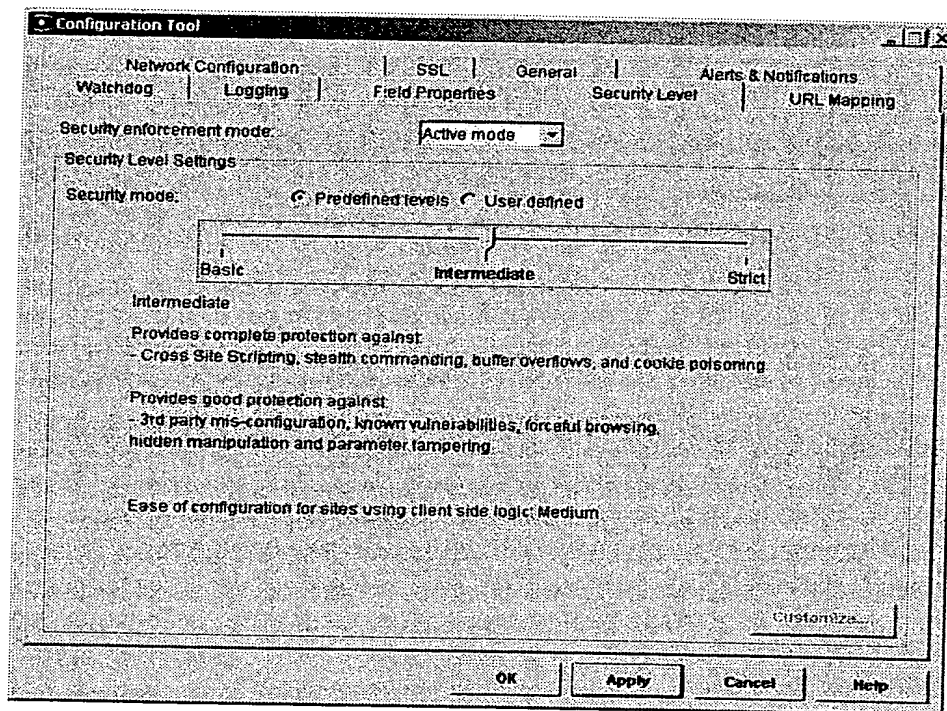 Configuration Tool
Network Configuration SSL General Alerts & Notifications
Watchdog Logging Field Properties Security Level URL Mapping
Security enforcement mode: Active mode
Security Level Settings
Security mode: Predefined levels User defined
Basic Intermediate Strict
Intermediate
Provides complete protection against:
- Cross Site Scripting, stealth commanding, buffer overflows, and cookie poisoning
Provides good protection against:
- 3rd party mis-configuration, known vulnerabilities, forceful browsing,
hidden manipulation and parameter tampering.
Ease of configuration for sites using client side logic: Medium
Customize...
OK Apply Cancel Help